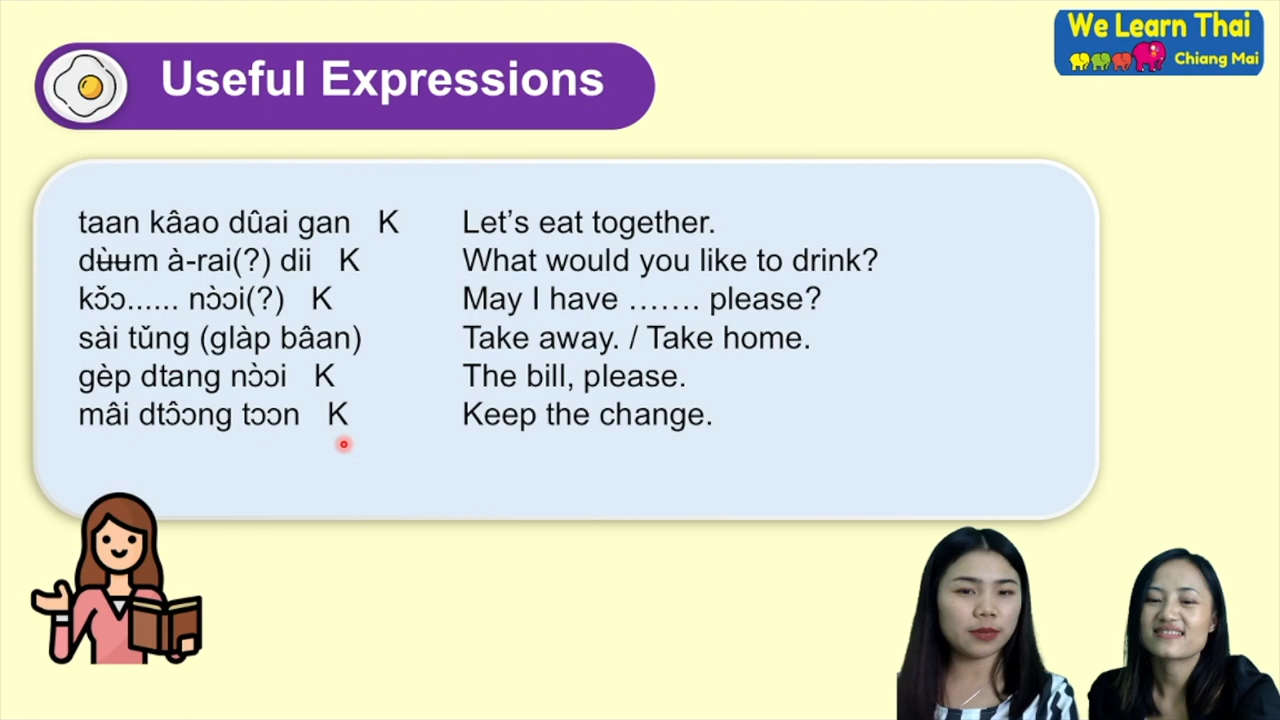 We Learn Thai
Chiang Mai
Useful Expressions
taan kâao dûai gan K Let’s eat together.
dʉ̀ʉm à-rai(?) dii K What would you like to drink?
kɔ̌ɔ...... nɔ̀ɔi(?) K May I have ……. please?
sài tǔng (glàp bâan) Take away. / Take home.
gèp dtang nɔ̀ɔi K The bill, please.
mâi dtɔ̂ɔng tɔɔn K Keep the change.